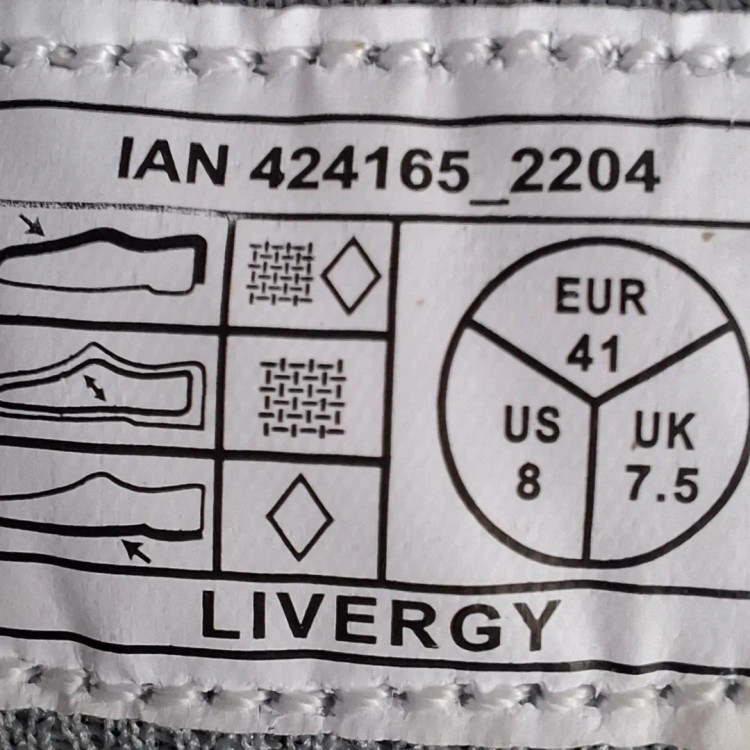 IAN 424165_2204
EUR
41
US
8
UK
7.5
LIVERGY